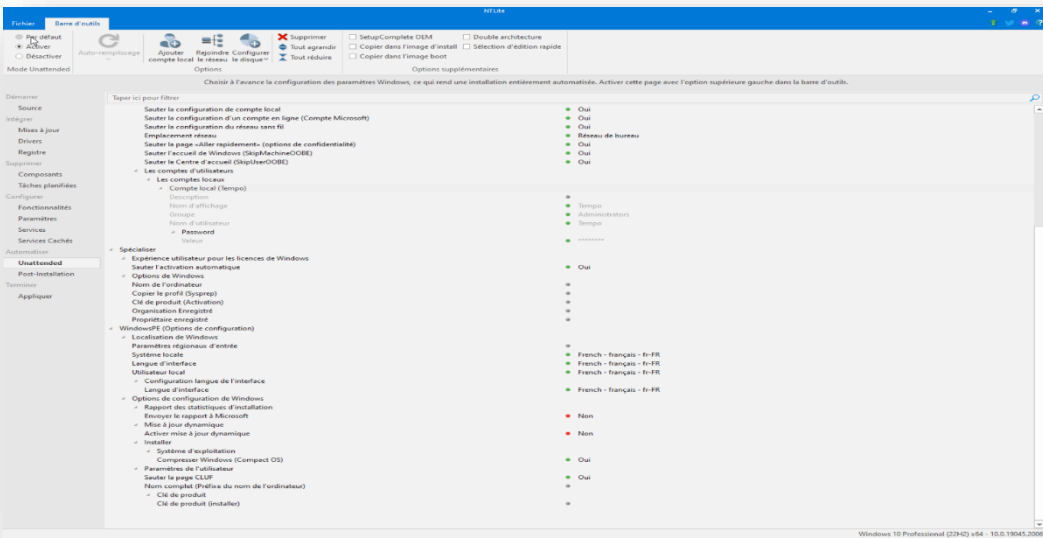 NTLite
Fichier Barre d'outils
Par défaut
Activer
Désactiver
Mode Unattended
Auto-remplissage
Ajouter compte local
Rejoindre le réseau
Configurer le disque
Supprimer
Tout agrandir
Tout réduire
Options
SetupComplete OEM
Copier dans l'image d'install
Copier dans l'image boot
Double architecture
Sélection d'édition rapide
Options supplémentaires
Choisir à l'avance la configuration des paramètres Windows, ce qui rend une installation entièrement automatisée. Activer cette page avec l'option supérieure gauche dans la barre d'outils.
Démarrer
Source
Intégrer
Mises à jour
Drivers
Registre
Supprimer
Composants
Tâches planifiées
Configurer
Fonctionnalités
Paramètres
Services
Services Cachés
Automatiser
Unattended
Post-Installation
Terminer
Appliquer
Taper ici pour filtrer
Sauter la configuration de compte local Oui
Sauter la configuration d'un compte en ligne (Compte Microsoft) Oui
Sauter la configuration du réseau sans fil Oui
Emplacement réseau Réseau de bureau
Sauter la page «Aller rapidement» (options de confidentialité) Oui
Sauter l'accueil de Windows (SkipMachineOOBE) Oui
Sauter le Centre d'accueil (SkipUserOOBE) Oui
Les comptes d'utilisateurs
Les comptes locaux
Compte local (Tempo)
Description
Nom d'affichage Tempo
Groupe Administrators
Nom d'utilisateur Tempo
Password
Valeur ********
Spécialiser
Expérience utilisateur pour les licences de Windows
Sauter l'activation automatique Oui
Options de Windows
Nom de l'ordinateur
Copier le profil (Sysprep)
Clé de produit (Activation)
Organisation Enregistré
Propriétaire enregistré
WindowsPE (Options de configuration)
Localisation de Windows
Paramètres régionaux d'entrée
Système locale French - français - fr-FR
Langue d'interface French - français - fr-FR
Utilisateur local French - français - fr-FR
Configuration langue de l'interface
Langue d'interface French - français - fr-FR
Options de configuration de Windows
Rapport des statistiques d'installation
Envoyer le rapport à Microsoft Non
Mise à jour dynamique
Activer mise à jour dynamique Non
Installer
Système d'exploitation
Compresser Windows (Compact OS) Oui
Paramètres de l'utilisateur
Sauter la page CLUF Oui
Nom complet (Préfixe du nom de l'ordinateur)
Clé de produit
Clé de produit (installer)
Windows 10 Professional (22H2) x64 - 10.0.19045.2006